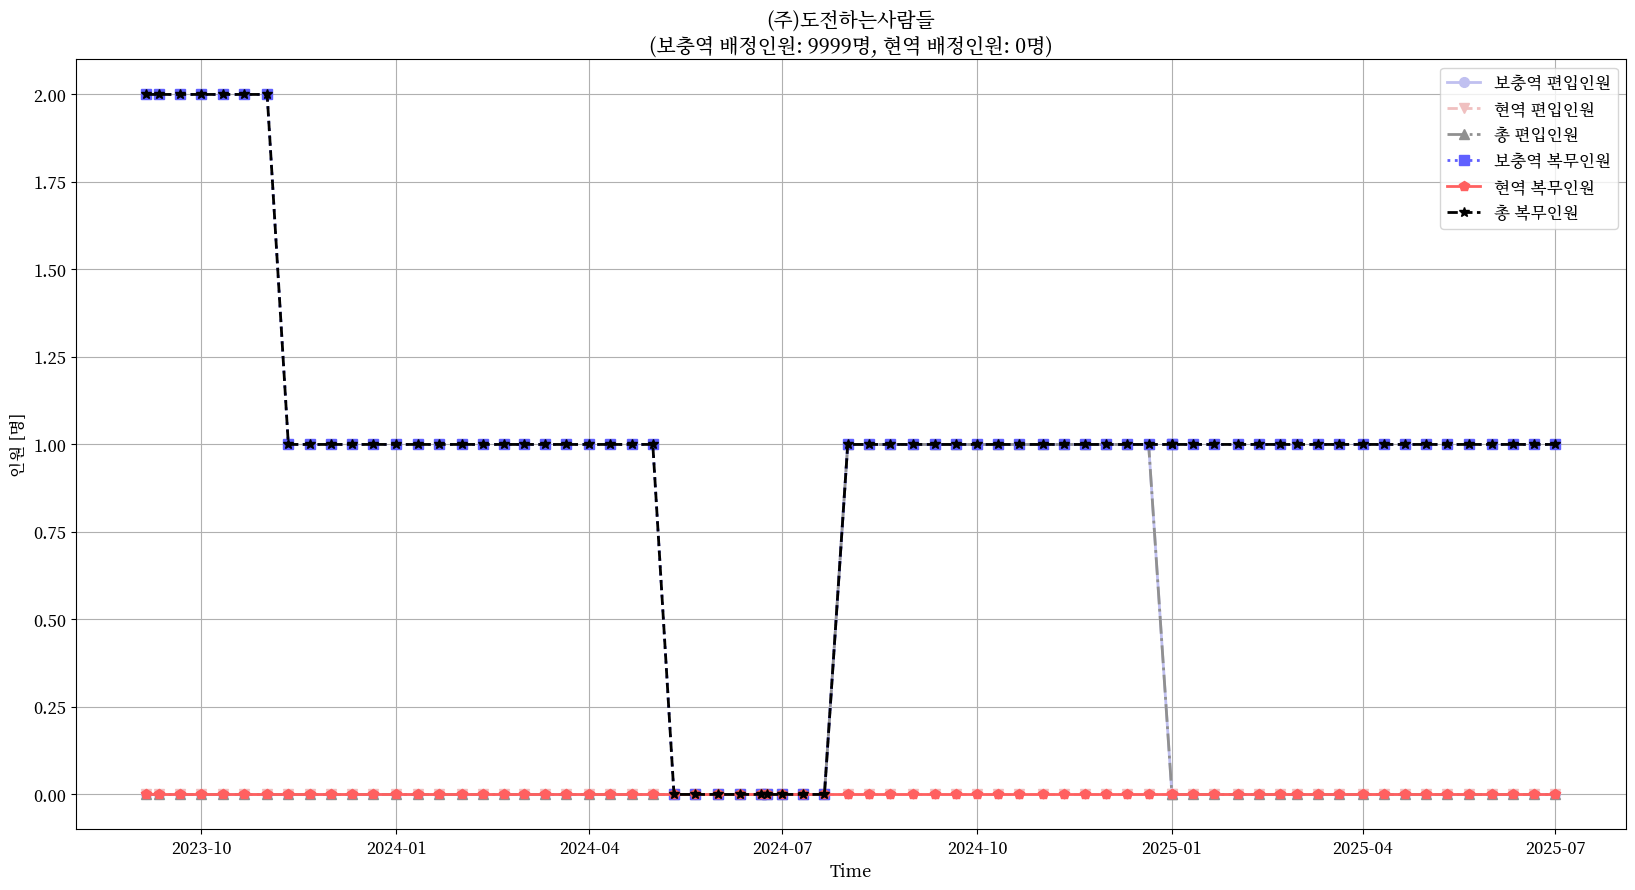 (주)도전하는사람들
(보충역 배정인원: 9999명, 현역 배정인원: 0명)
보충역 편입인원
현역 편입인원
총 편입인원
보충역 복무인원
현역 복무인원
총 복무인원
인원 [명]
2.00
1.75
1.50
1.25
1.00
0.75
0.50
0.25
0.00
2023-10
2024-01
2024-04
2024-07
2024-10
2025-01
2025-04
2025-07
Time